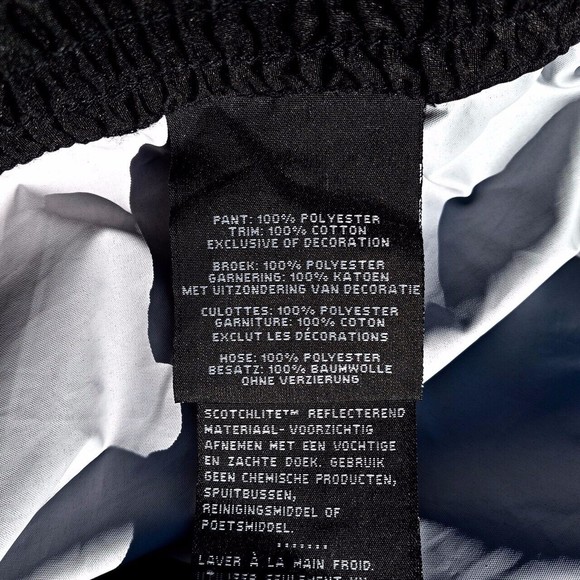 PANT: 100% POLYESTER
TRIM: 100% COTTON
EXCLUSIVE OF DECORATION
BROEK: 100% POLYESTER
GARNERING: 100% KATOEN
MET UITZONDERING VAN DECORATIE
CULOTTES: 100% POLYESTER
GARNITURE: 100% COTON
EXCLUT LES DÉCORATIONS
HOSE: 100% POLYESTER
BESATZ: 100% BAUMWOLLE
OHNE VERZIERUNG
SCOTCHLITE™ REFLECTEREND
MATERIAAL- VOORZICHTIG
AFNEMEN MET EEN VOCHTIGE
EN ZACHTE DOEK. GEBRUIK
GEEN CHEMISCHE PRODUCTEN,
SPUITBUSSEN,
REINIGINGSMIDDEL OF
POETSMIDDEL.
.......
LAVER À LA MAIN FROID.
UTILISER SEULEMENT UN